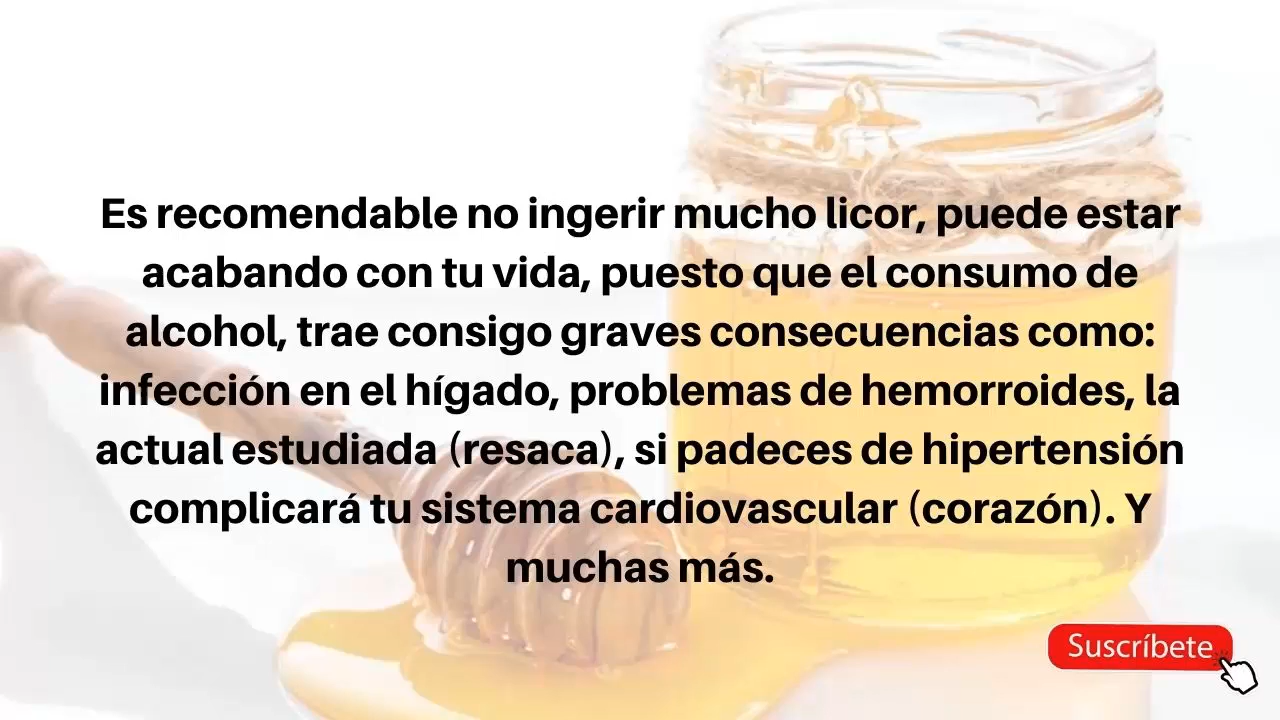 Es recomendable no ingerir mucho licor, puede estar
acabando con tu vida, puesto que el consumo de
alcohol, trae consigo graves consecuencias como:
infección en el hígado, problemas de hemorroides, la
actual estudiada (resaca), si padeces de hipertensión
complicará tu sistema cardiovascular (corazón). Y
muchas más.
Suscríbete